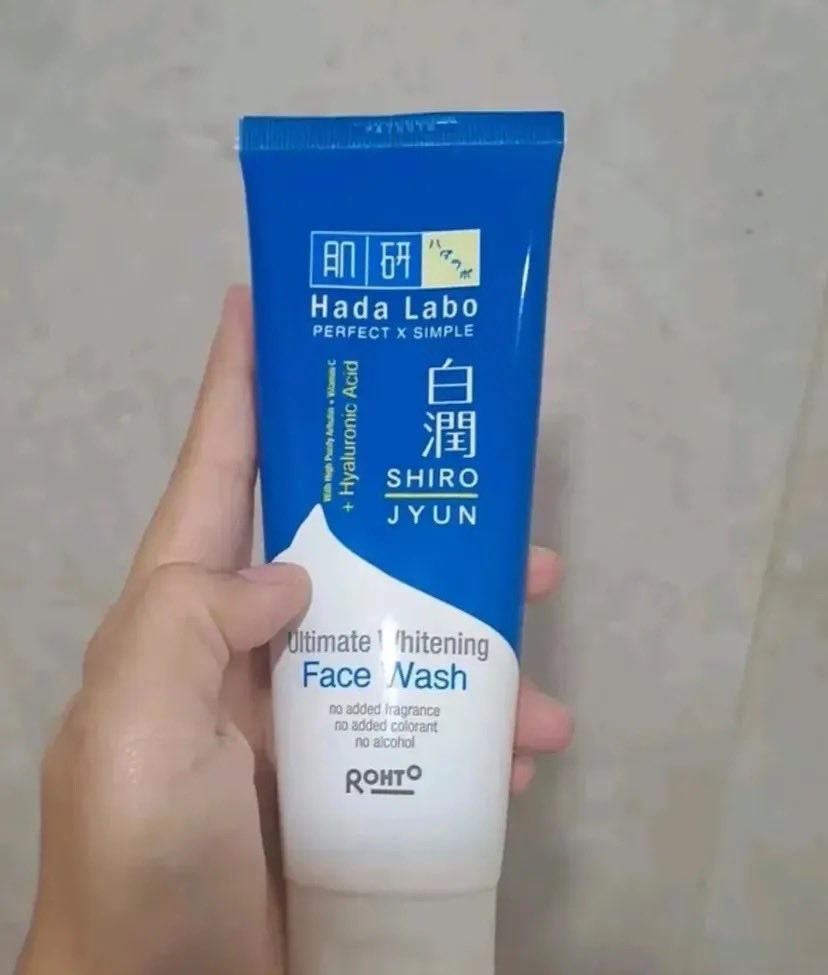 肌研 ハダラボ
Hada Labo
PERFECT X SIMPLE
With High Purity Arbutin + Vitamin C
+ Hyaluronic Acid
白潤
SHIRO
JYUN
Ultimate Whitening
Face Wash
no added fragrance
no added colorant
no alcohol
ROHTO